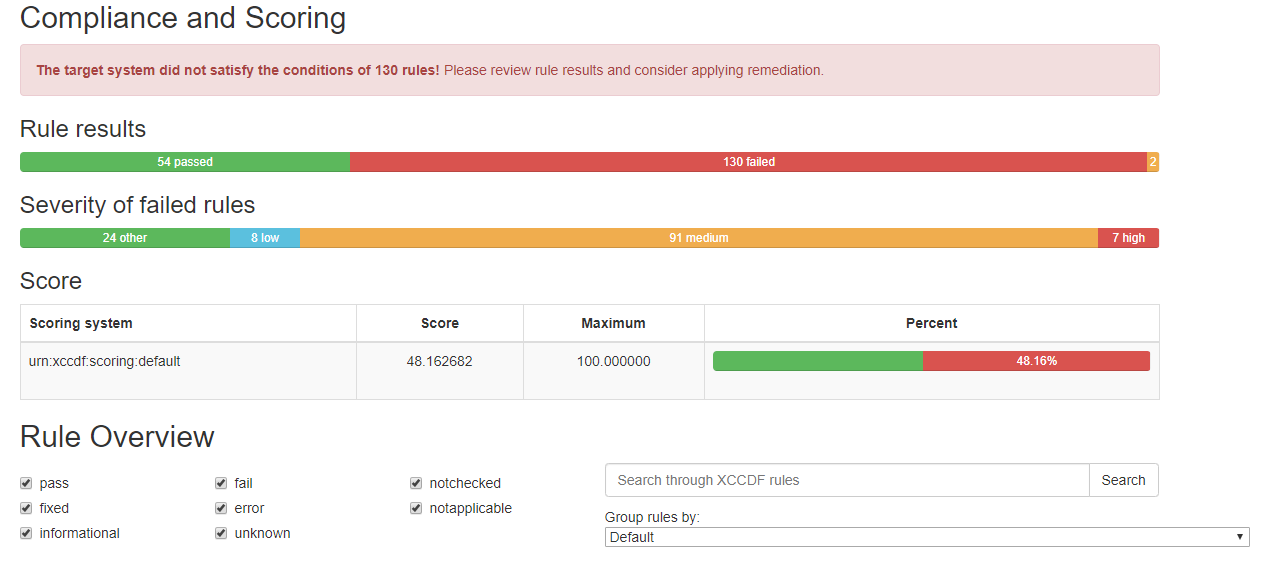 Compliance and Scoring
The target system did not satisfy the conditions of 130 rules! Please review rule results and consider applying remediation.
Rule results
54 passed 130 failed 2
Severity of failed rules
24 other 8 low 91 medium 7 high
Score
Scoring system Score Maximum Percent
urn:xccdf:scoring:default 48.162682 100.000000 48.16%
Rule Overview
pass fail notchecked
fixed error notapplicable
informational unknown
Search through XCCDF rules Search
Group rules by:
Default